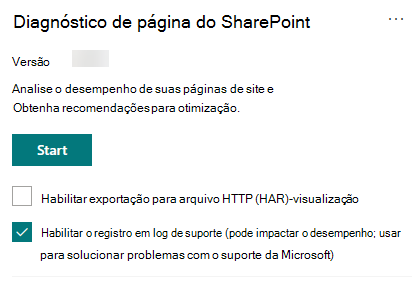 Diagnóstico de página do SharePoint
...
Versão
Analise o desempenho de suas páginas de site e
Obtenha recomendações para otimização.
Start
Habilitar exportação para arquivo HTTP (HAR)-visualização
Habilitar o registro em log de suporte (pode impactar o desempenho; usar
para solucionar problemas com o suporte da Microsoft)